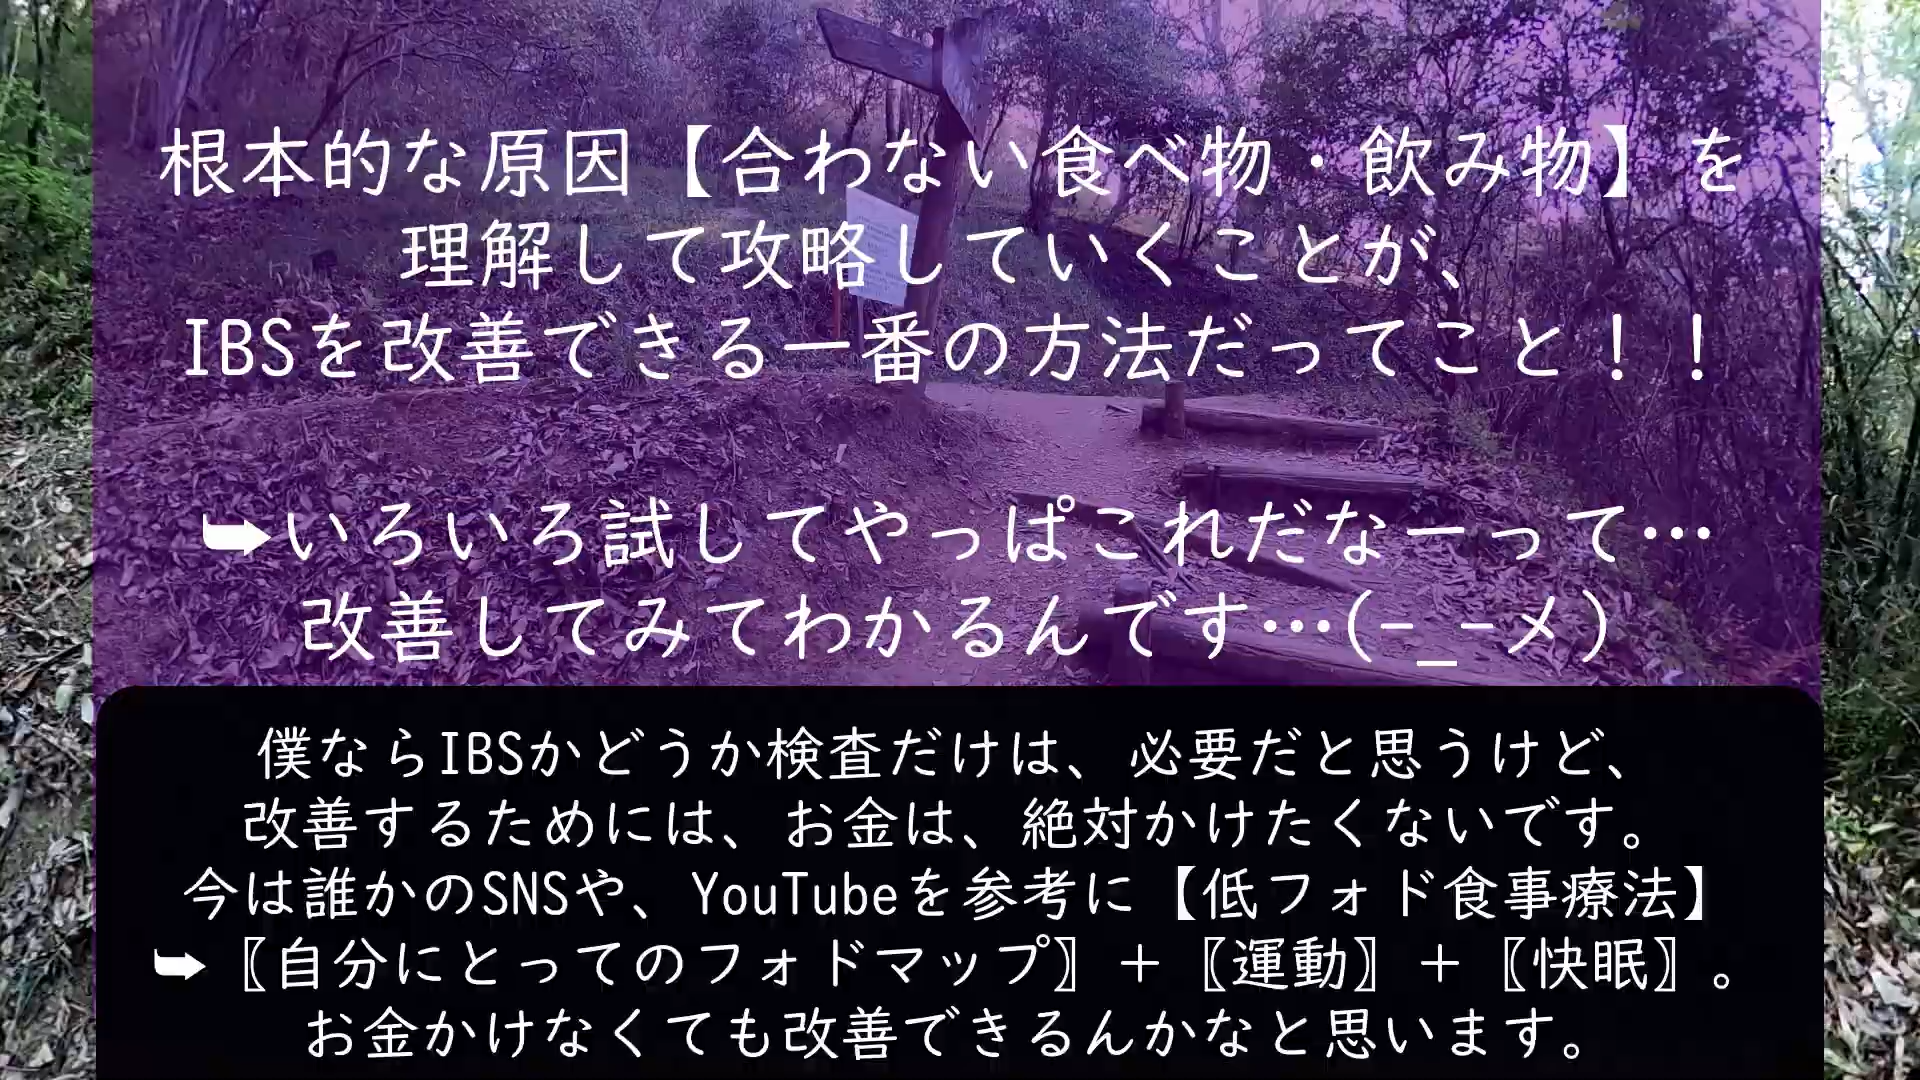 根本的な原因【合わない食べ物・飲み物】を
理解して攻略していくことが、
IBSを改善できる一番の方法だってこと！！
➥いろいろ試してやっぱこれだなーって…
改善してみてわかるんです…(-_-メ)
僕ならIBSかどうか検査だけは、必要だと思うけど、
改善するためには、お金は、絶対かけたくないです。
今は誰かのSNSや、YouTubeを参考に【低フォド食事療法】
➥〖自分にとってのフォドマップ〗＋〖運動〗＋〖快眠〗。
お金かけなくても改善できるんかなと思います。